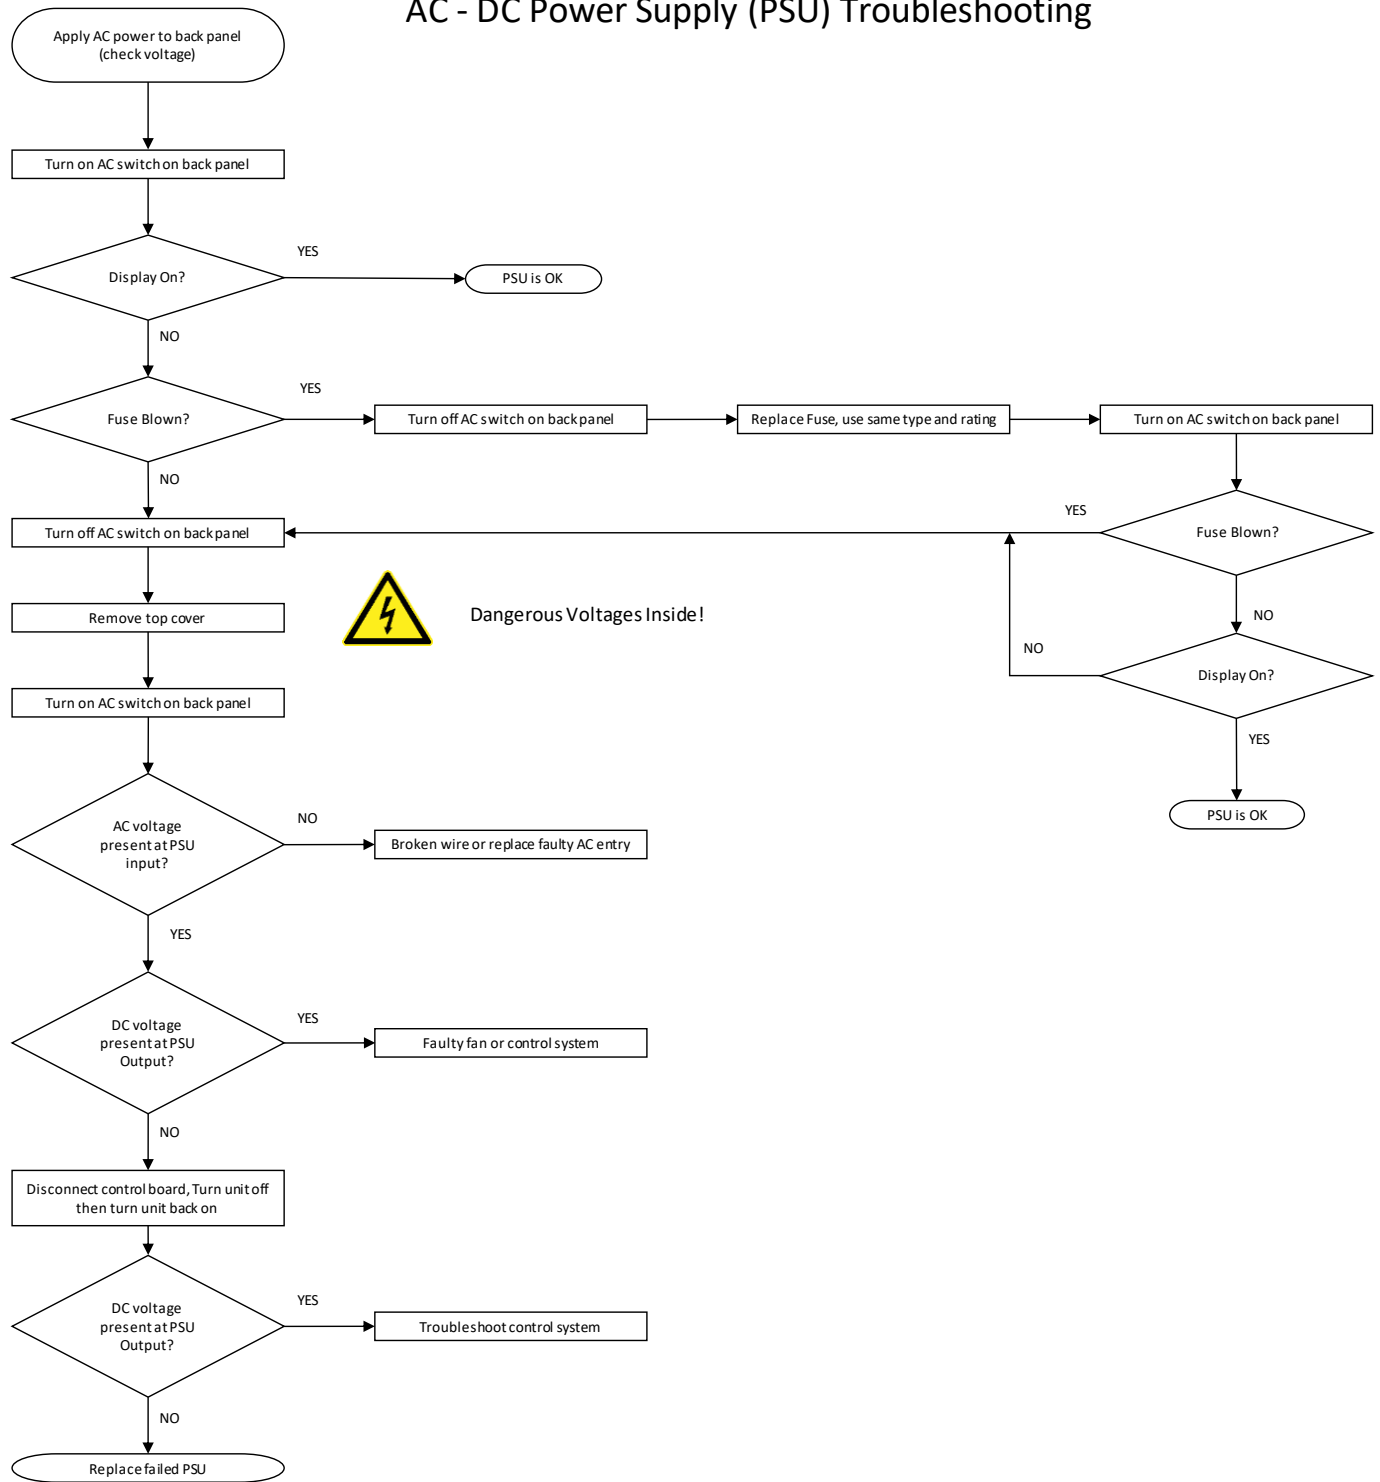 AC - DC Power Supply (PSU) Troubleshooting
Apply AC power to back panel
(check voltage)
Turn on AC switch on back panel
Display On?
YES
PSU is OK
NO
Fuse Blown?
YES
Turn off AC switch on back panel
Replace Fuse, use same type and rating
Turn on AC switch on back panel
NO
Turn off AC switch on back panel
YES
Fuse Blown?
Remove top cover
Dangerous Voltages Inside!
NO
NO
Display On?
Turn on AC switch on back panel
YES
PSU is OK
AC voltage
present at PSU
input?
NO
Broken wire or replace faulty AC entry
YES
DC voltage
present at PSU
Output?
YES
Faulty fan or control system
NO
Disconnect control board, Turn unit off
then turn unit back on
DC voltage
present at PSU
Output?
YES
Troubleshoot control system
NO
Replace failed PSU